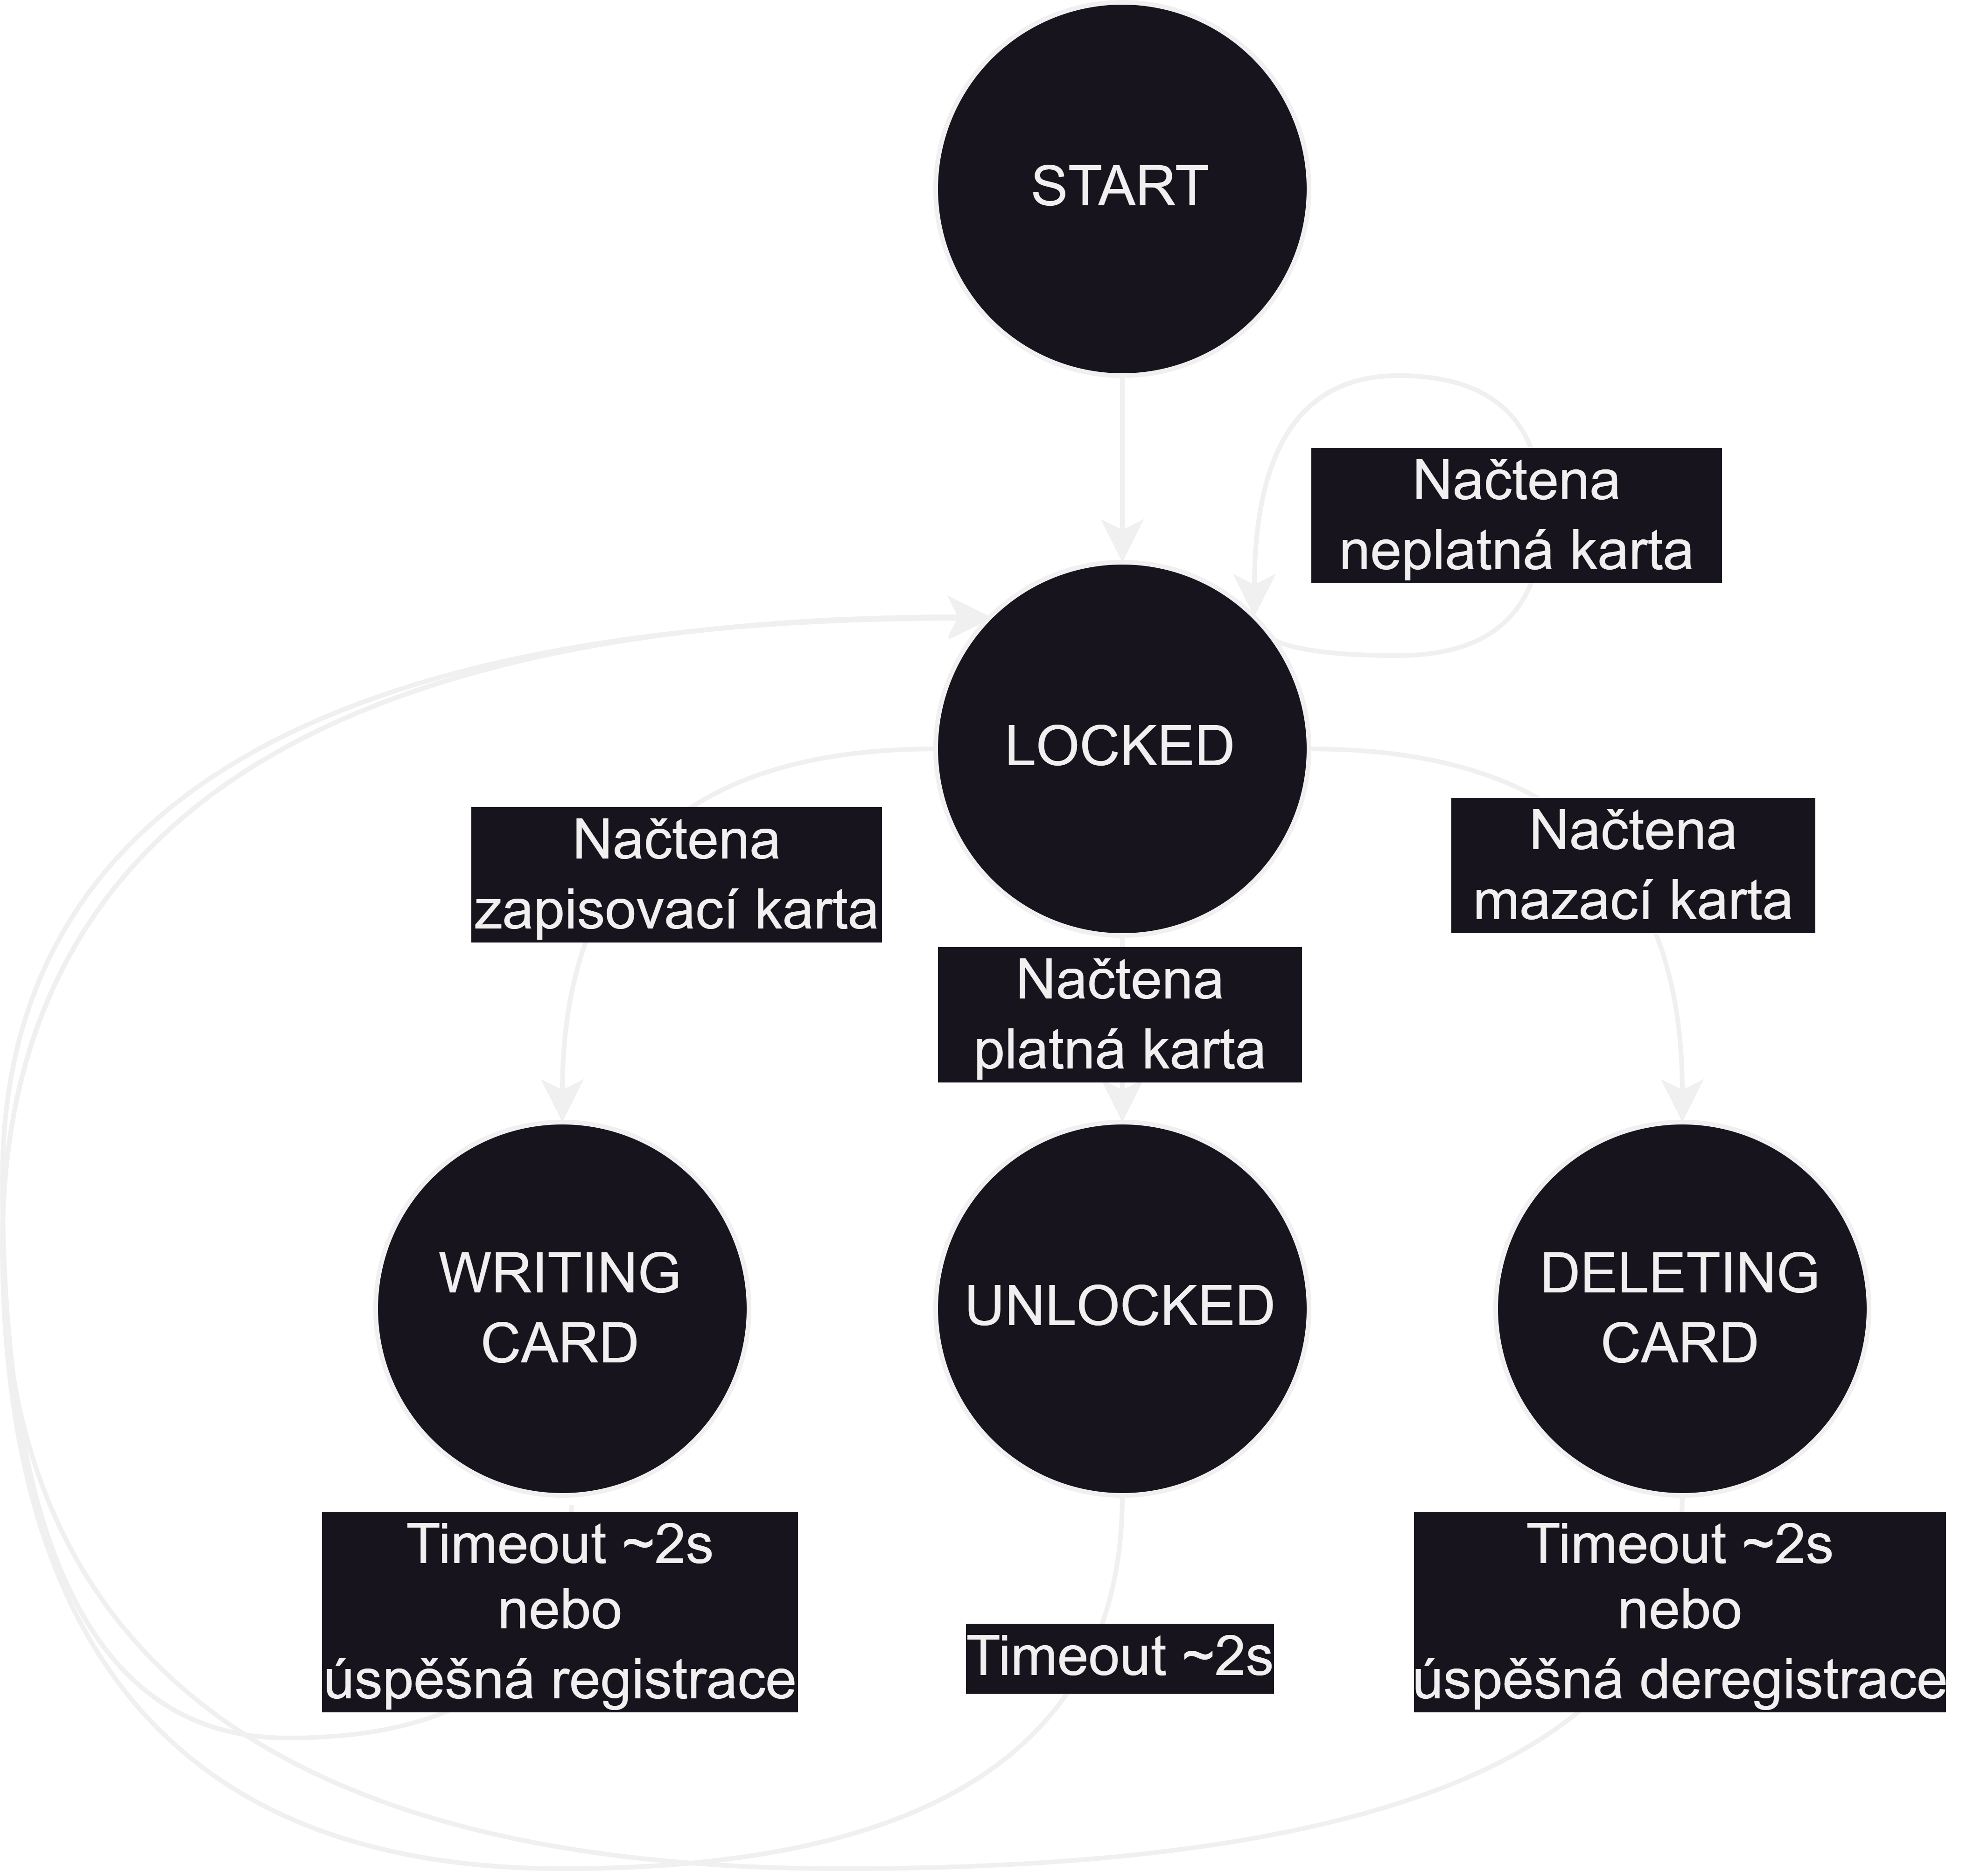 START
Načtena
neplatná karta
LOCKED
Načtena
zapisovací karta
Načtena
mazací karta
Načtena
platná karta
WRITING
CARD
UNLOCKED
DELETING
CARD
Timeout ~2s
nebo
úspěšná registrace
Timeout ~2s
Timeout ~2s
nebo
úspěšná deregistrace